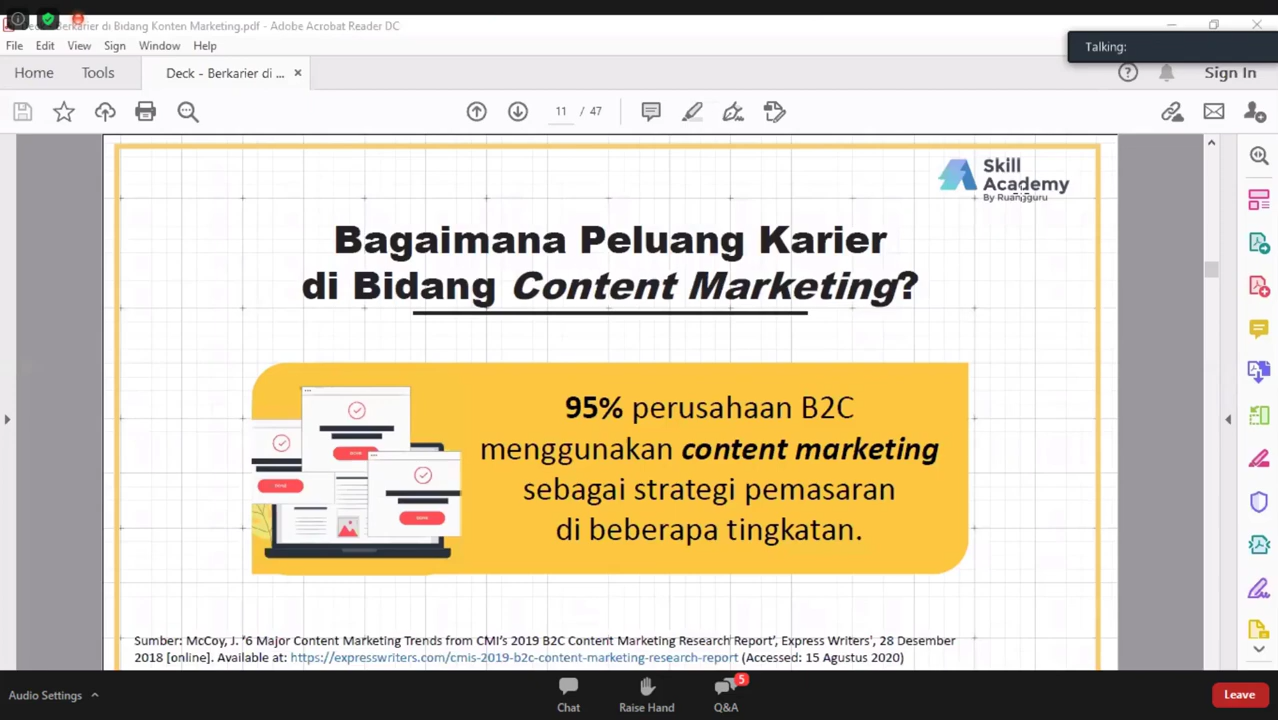 Berkarier di Bidang Konten Marketing.pdf - Adobe Acrobat Reader DC
File Edit View Sign Window Help
Talking:
Home Tools Deck - Berkarier di ... × Sign In
11 / 47
Skill
Academy
By Ruangguru
Bagaimana Peluang Karier
di Bidang Content Marketing?
95% perusahaan B2C
menggunakan content marketing
sebagai strategi pemasaran
di beberapa tingkatan.
Sumber: McCoy, J. '6 Major Content Marketing Trends from CMI's 2019 B2C Content Marketing Research Report', Express Writers', 28 Desember
2018 [online]. Available at: https://expresswriters.com/cmis-2019-b2c-content-marketing-research-report (Accessed: 15 Agustus 2020)
Audio Settings
Chat
Raise Hand
5
Q&A
Leave